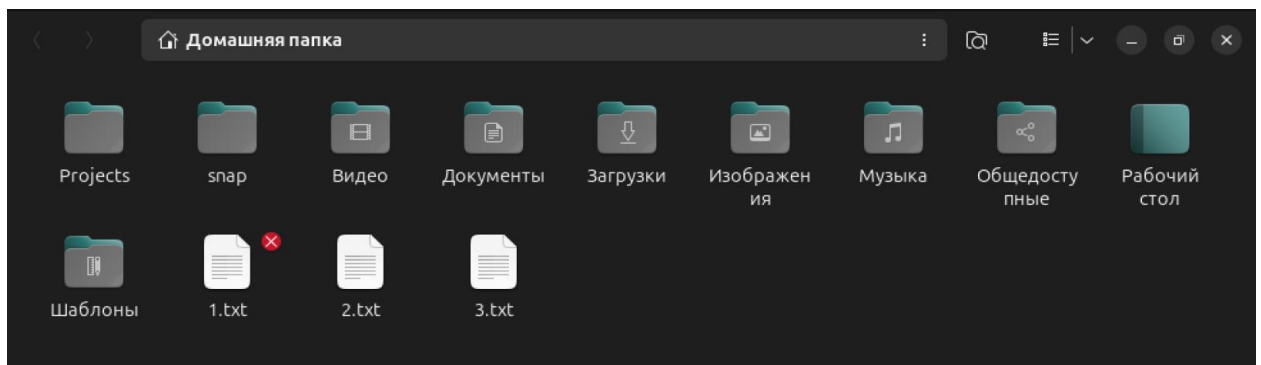 Домашняя папка
Projects
snap
Видео
Документы
Загрузки
Изображен
ия
Музыка
Общедосту
пные
Рабочий
стол
Шаблоны
1.txt
2.txt
3.txt